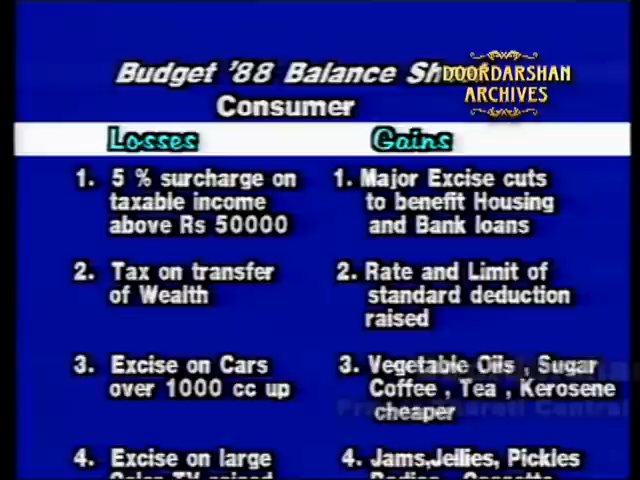 Budget '88 Balance
DOORDARSHAN
ARCHIVES
Consumer
Losses Gains
1. 5 % surcharge on
taxable income
above Rs 50000
1. Major Excise cuts
to benefit Housing
and Bank loans
2. Tax on transfer
of Wealth
2. Rate and Limit of
standard deduction
raised
3. Excise on Cars
over 1000 cc up
3. Vegetable Oils , Sugar
Coffee , Tea , Kerosene
cheaper
4. Excise on large
4. Jams,Jellies, Pickles